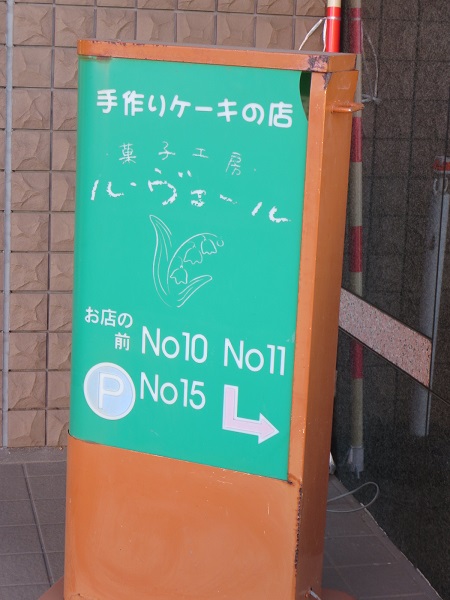 手作りケーキの店
菓子工房
ル・ヴェール
お店の
前 No10 No11
P No15